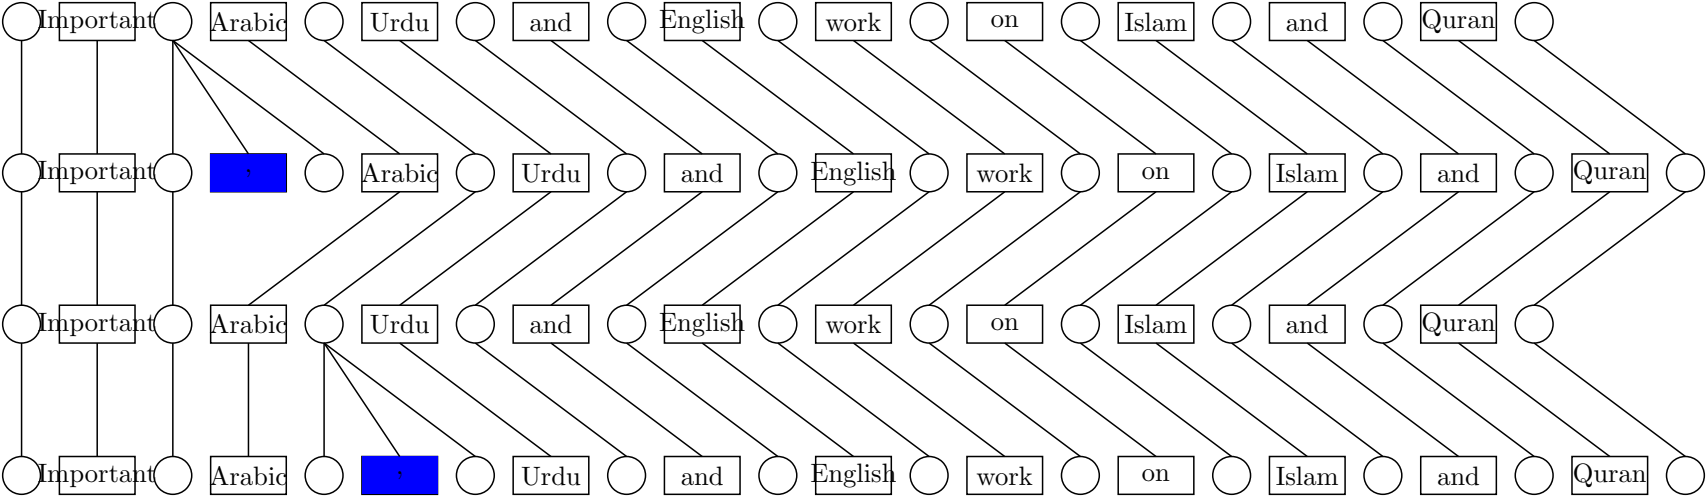 Important Arabic Urdu and English work on Islam and Quran
Important , Arabic Urdu and English work on Islam and Quran
Important Arabic Urdu and English work on Islam and Quran
Important Arabic , Urdu and English work on Islam and Quran